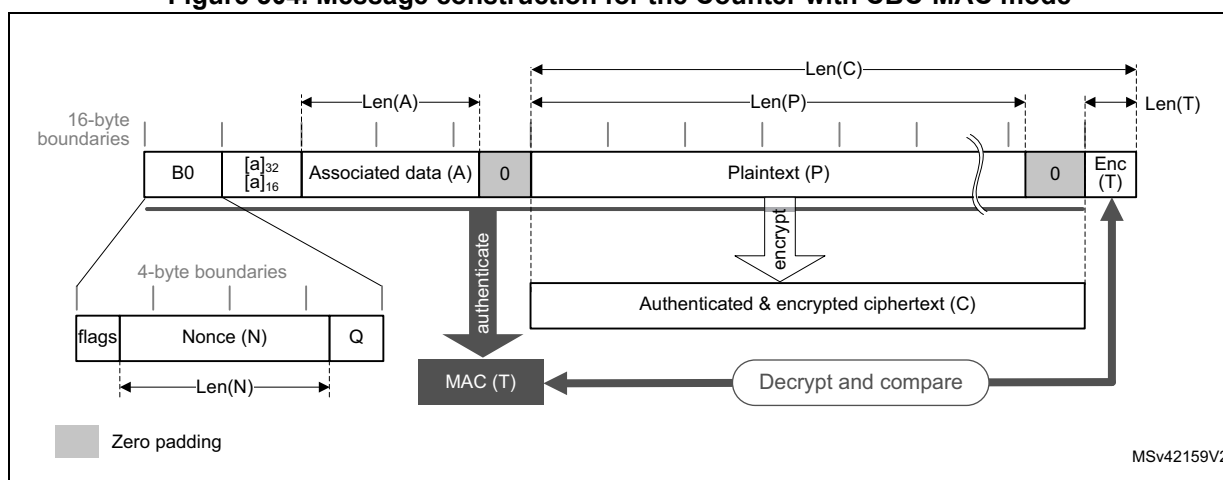 Figure 304. Message construction for the Counter with CBC-MAC mode
Len(C)
Len(A)
Len(P)
Len(T)
16-byte
boundaries
B0
[a]32
[a]16
Associated data (A)
0
Plaintext (P)
0
Enc
(T)
4-byte boundaries
authenticate
encrypt
flags
Nonce (N)
Q
Authenticated & encrypted ciphertext (C)
Len(N)
MAC (T)
Decrypt and compare
Zero padding
MSv42159V2